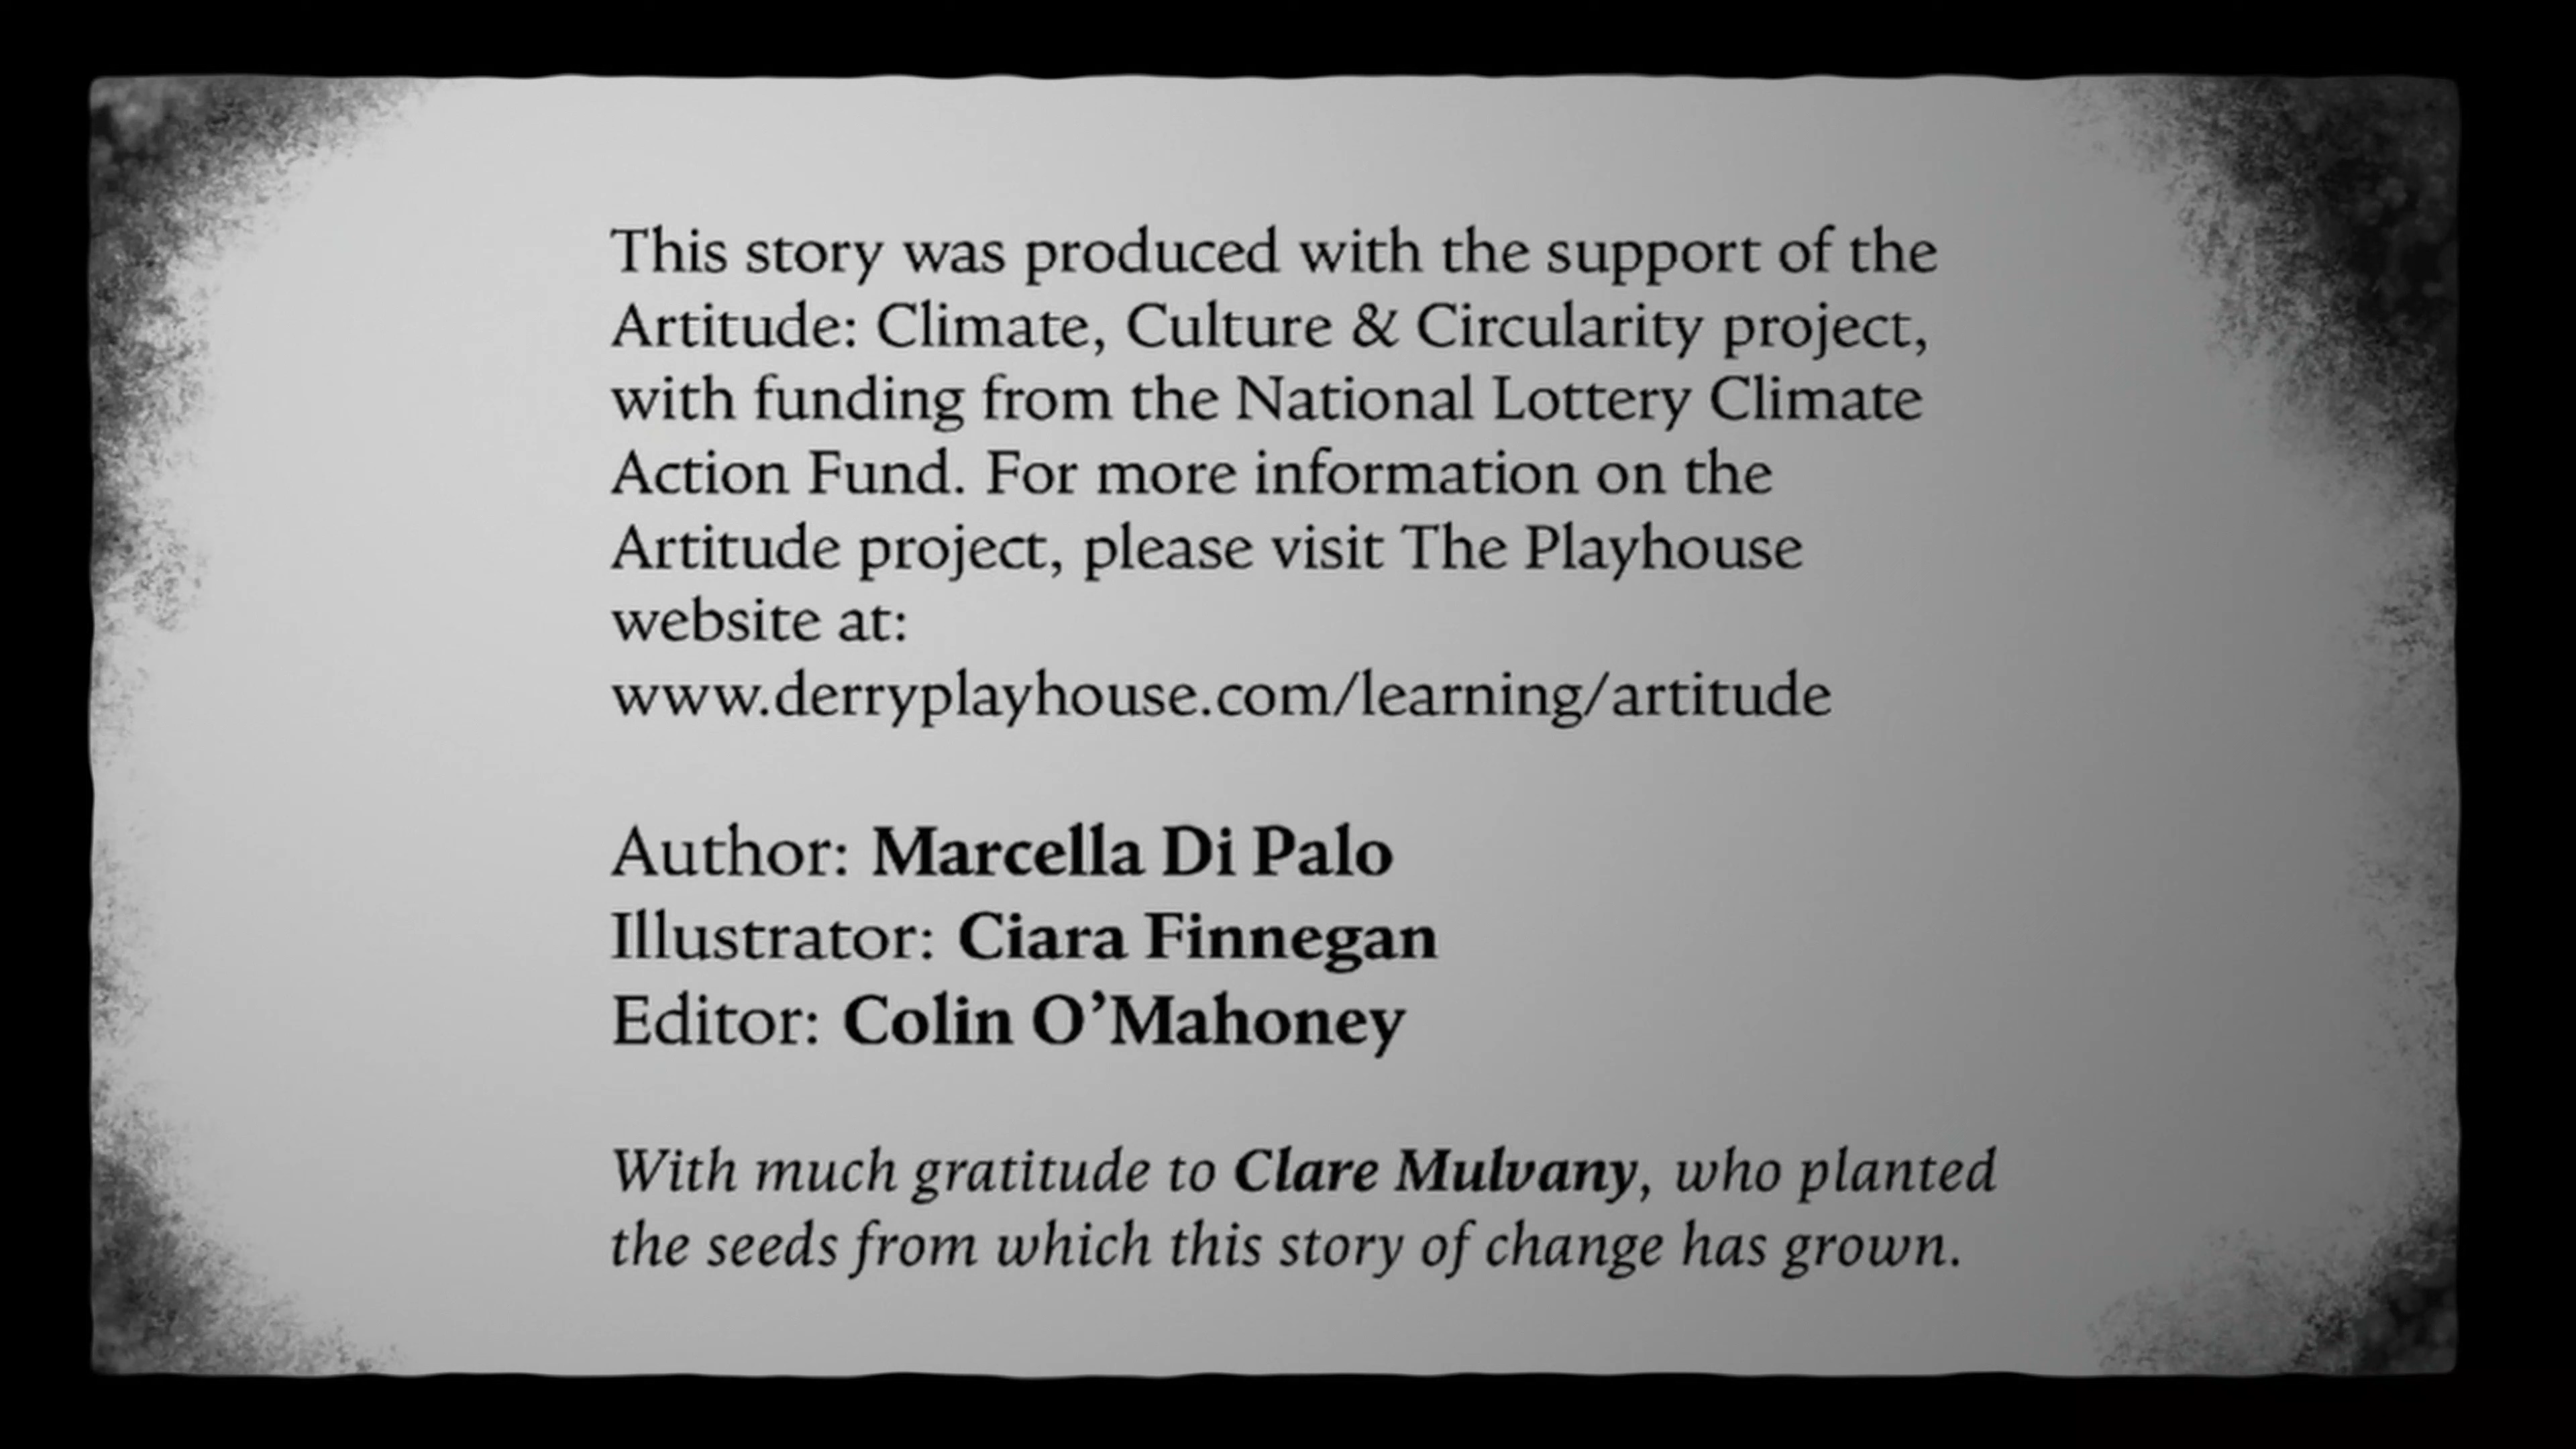 This story was produced with the support of the
Artitude: Climate, Culture & Circularity project,
with funding from the National Lottery Climate
Action Fund. For more information on the
Artitude project, please visit The Playhouse
website at:
www.derryplayhouse.com/learning/artitude
Author: Marcella Di Palo
Illustrator: Ciara Finnegan
Editor: Colin O’Mahoney
With much gratitude to Clare Mulvany, who planted
the seeds from which this story of change has grown.